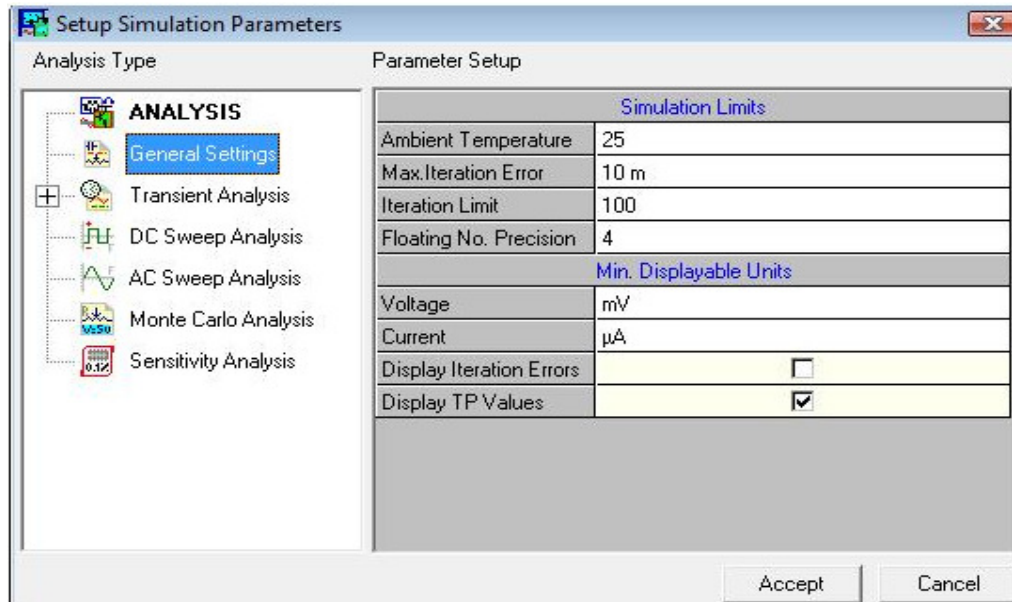 Setup Simulation Parameters
Analysis Type
Parameter Setup
ANALYSIS
General Settings
Transient Analysis
DC Sweep Analysis
AC Sweep Analysis
Monte Carlo Analysis
Sensitivity Analysis
Simulation Limits
Ambient Temperature 25
Max.Iteration Error 10 m
Iteration Limit 100
Floating No. Precision 4
Min. Displayable Units
Voltage mV
Current µA
Display Iteration Errors
Display TP Values
Accept Cancel